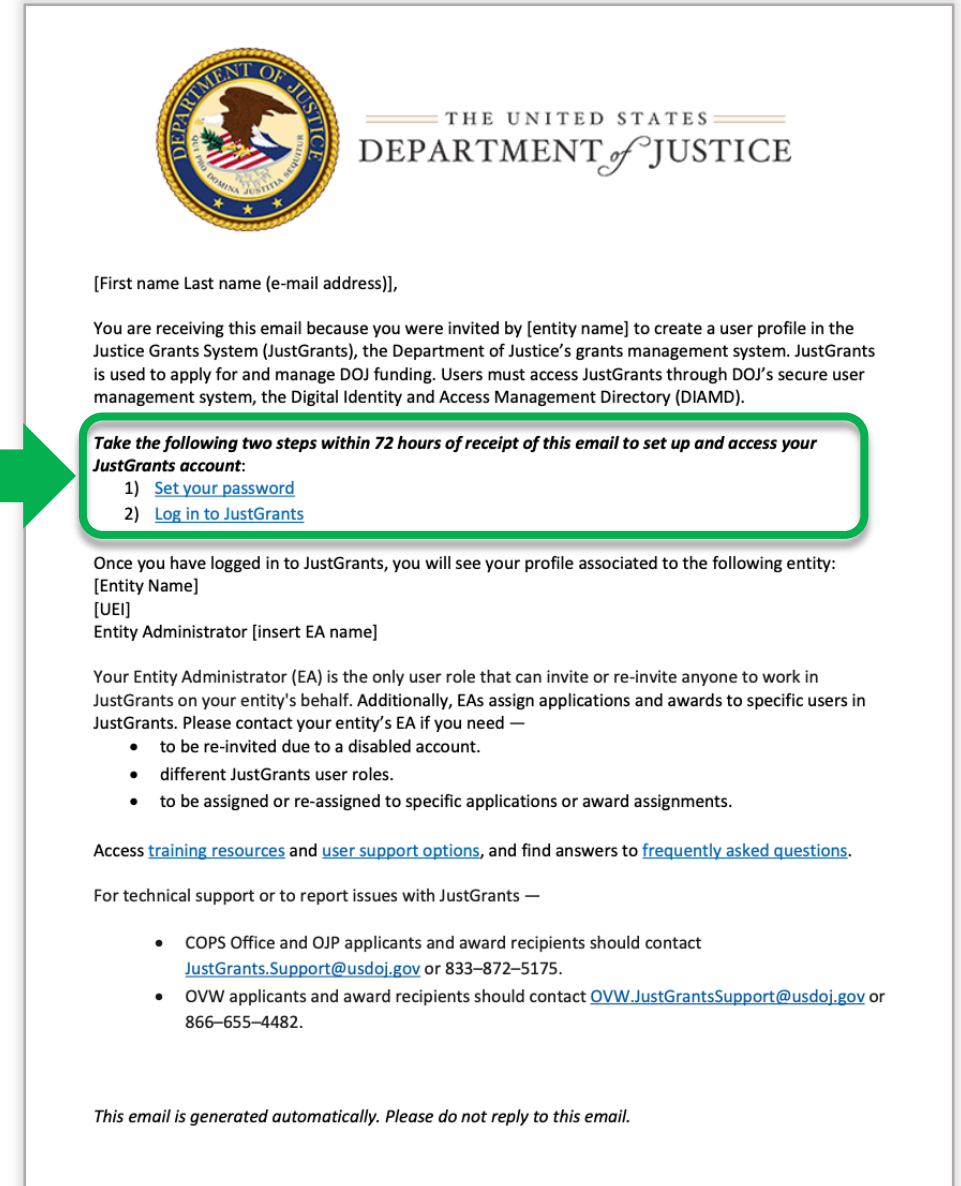 DEPARTMENT OF JUSTICE
QUI PRO DOMINA JUSTITIA SEQUITUR
THE UNITED STATES
DEPARTMENT of JUSTICE
[First name Last name (e-mail address)],
You are receiving this email because you were invited by [entity name] to create a user profile in the
Justice Grants System (JustGrants), the Department of Justice’s grants management system. JustGrants
is used to apply for and manage DOJ funding. Users must access JustGrants through DOJ’s secure user
management system, the Digital Identity and Access Management Directory (DIAMD).
Take the following two steps within 72 hours of receipt of this email to set up and access your
JustGrants account:
1) Set your password
2) Log in to JustGrants
Once you have logged in to JustGrants, you will see your profile associated to the following entity:
[Entity Name]
[UEI]
Entity Administrator [insert EA name]
Your Entity Administrator (EA) is the only user role that can invite or re-invite anyone to work in
JustGrants on your entity's behalf. Additionally, EAs assign applications and awards to specific users in
JustGrants. Please contact your entity’s EA if you need —
• to be re-invited due to a disabled account.
• different JustGrants user roles.
• to be assigned or re-assigned to specific applications or award assignments.
Access training resources and user support options, and find answers to frequently asked questions.
For technical support or to report issues with JustGrants —
• COPS Office and OJP applicants and award recipients should contact
JustGrants.Support@usdoj.gov or 833–872–5175.
• OVW applicants and award recipients should contact OVW.JustGrantsSupport@usdoj.gov or
866–655–4482.
This email is generated automatically. Please do not reply to this email.